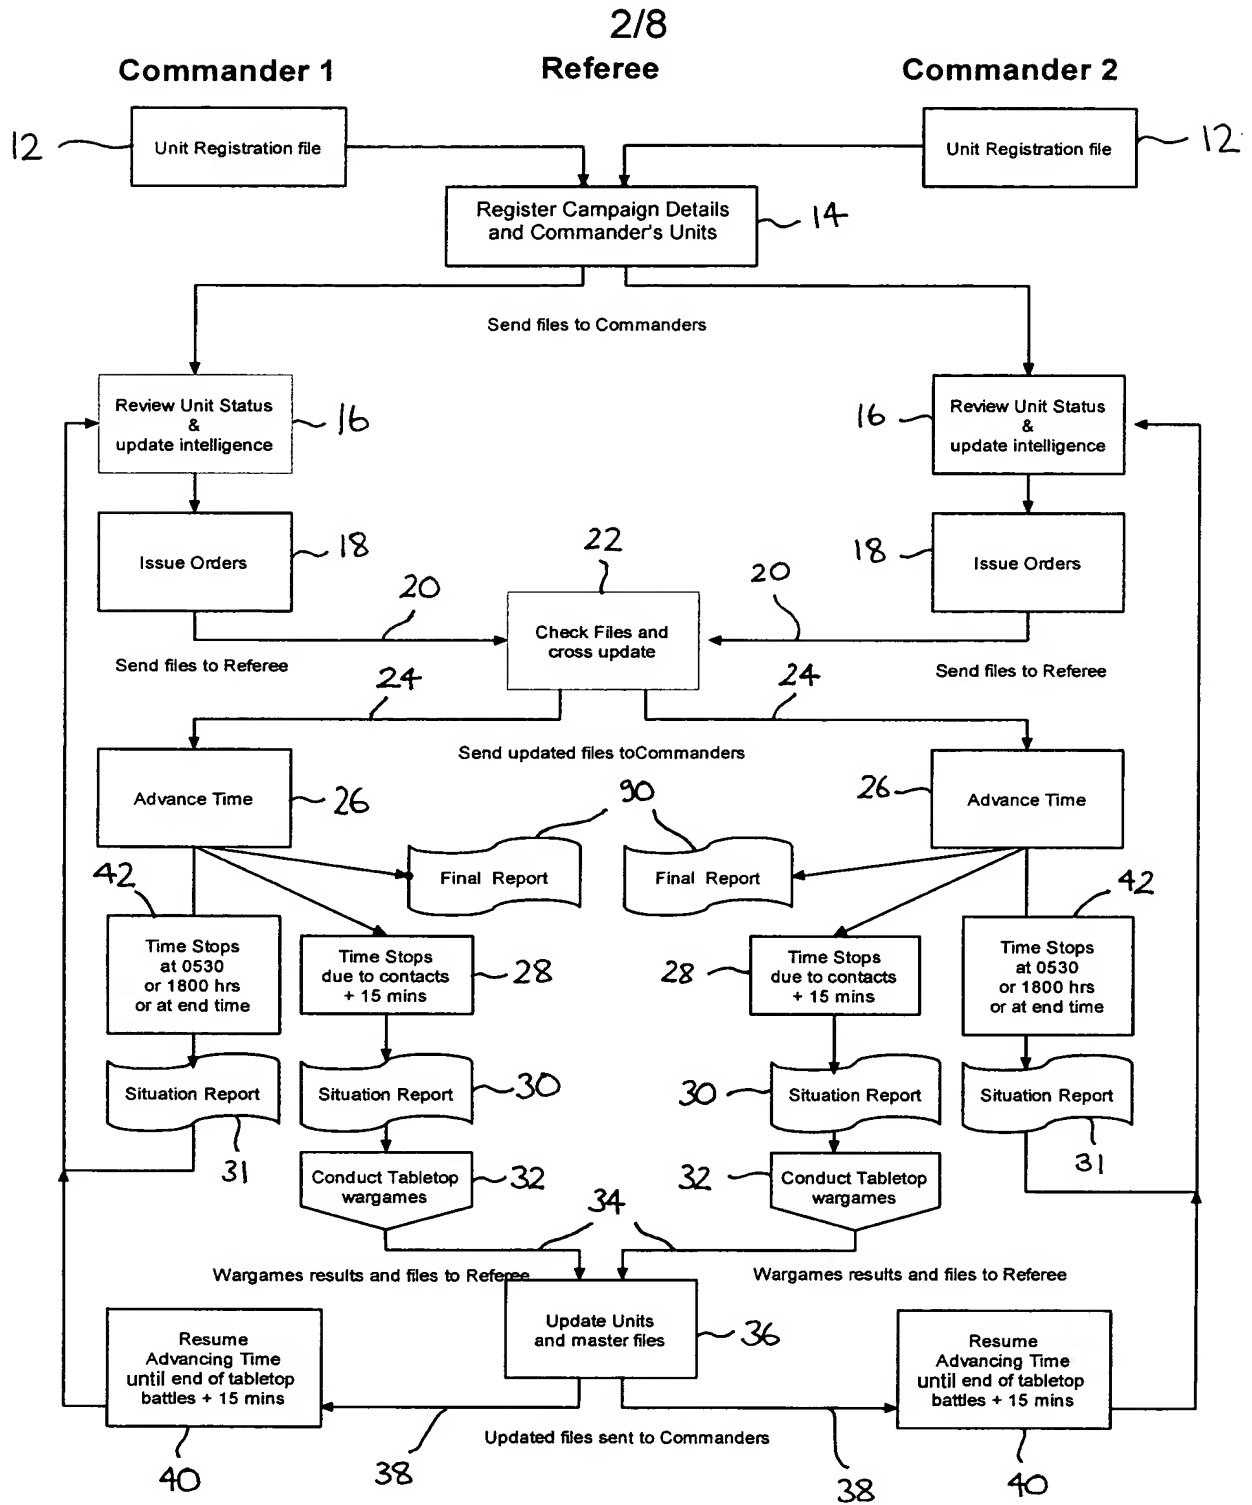 2/8
Commander 1
Referee
Commander 2
12
Unit Registration file
Unit Registration file
12
Register Campaign Details
and Commander's Units
14
Send files to Commanders
Review Unit Status
&
update intelligence
16
16
Review Unit Status
&
update intelligence
Issue Orders
18
22
18
Issue Orders
20
20
Check Files and
cross update
Send files to Referee
Send files to Referee
24
24
Send updated files toCommanders
Advance Time
26
90
26
Advance Time
Final Report
Final Report
42
42
Time Stops
at 0530
or 1800 hrs
or at end time
Time Stops
due to contacts
+ 15 mins
28
28
Time Stops
due to contacts
+ 15 mins
Time Stops
at 0530
or 1800 hrs
or at end time
Situation Report
Situation Report
30
30
Situation Report
Situation Report
31
31
Conduct Tabletop
wargames
32
32
Conduct Tabletop
wargames
34
Wargames results and files to Referee
Wargames results and files to Referee
Update Units
and master files
36
Resume
Advancing Time
until end of tabletop
battles + 15 mins
Resume
Advancing Time
until end of tabletop
battles + 15 mins
Updated files sent to Commanders
40
38
38
40